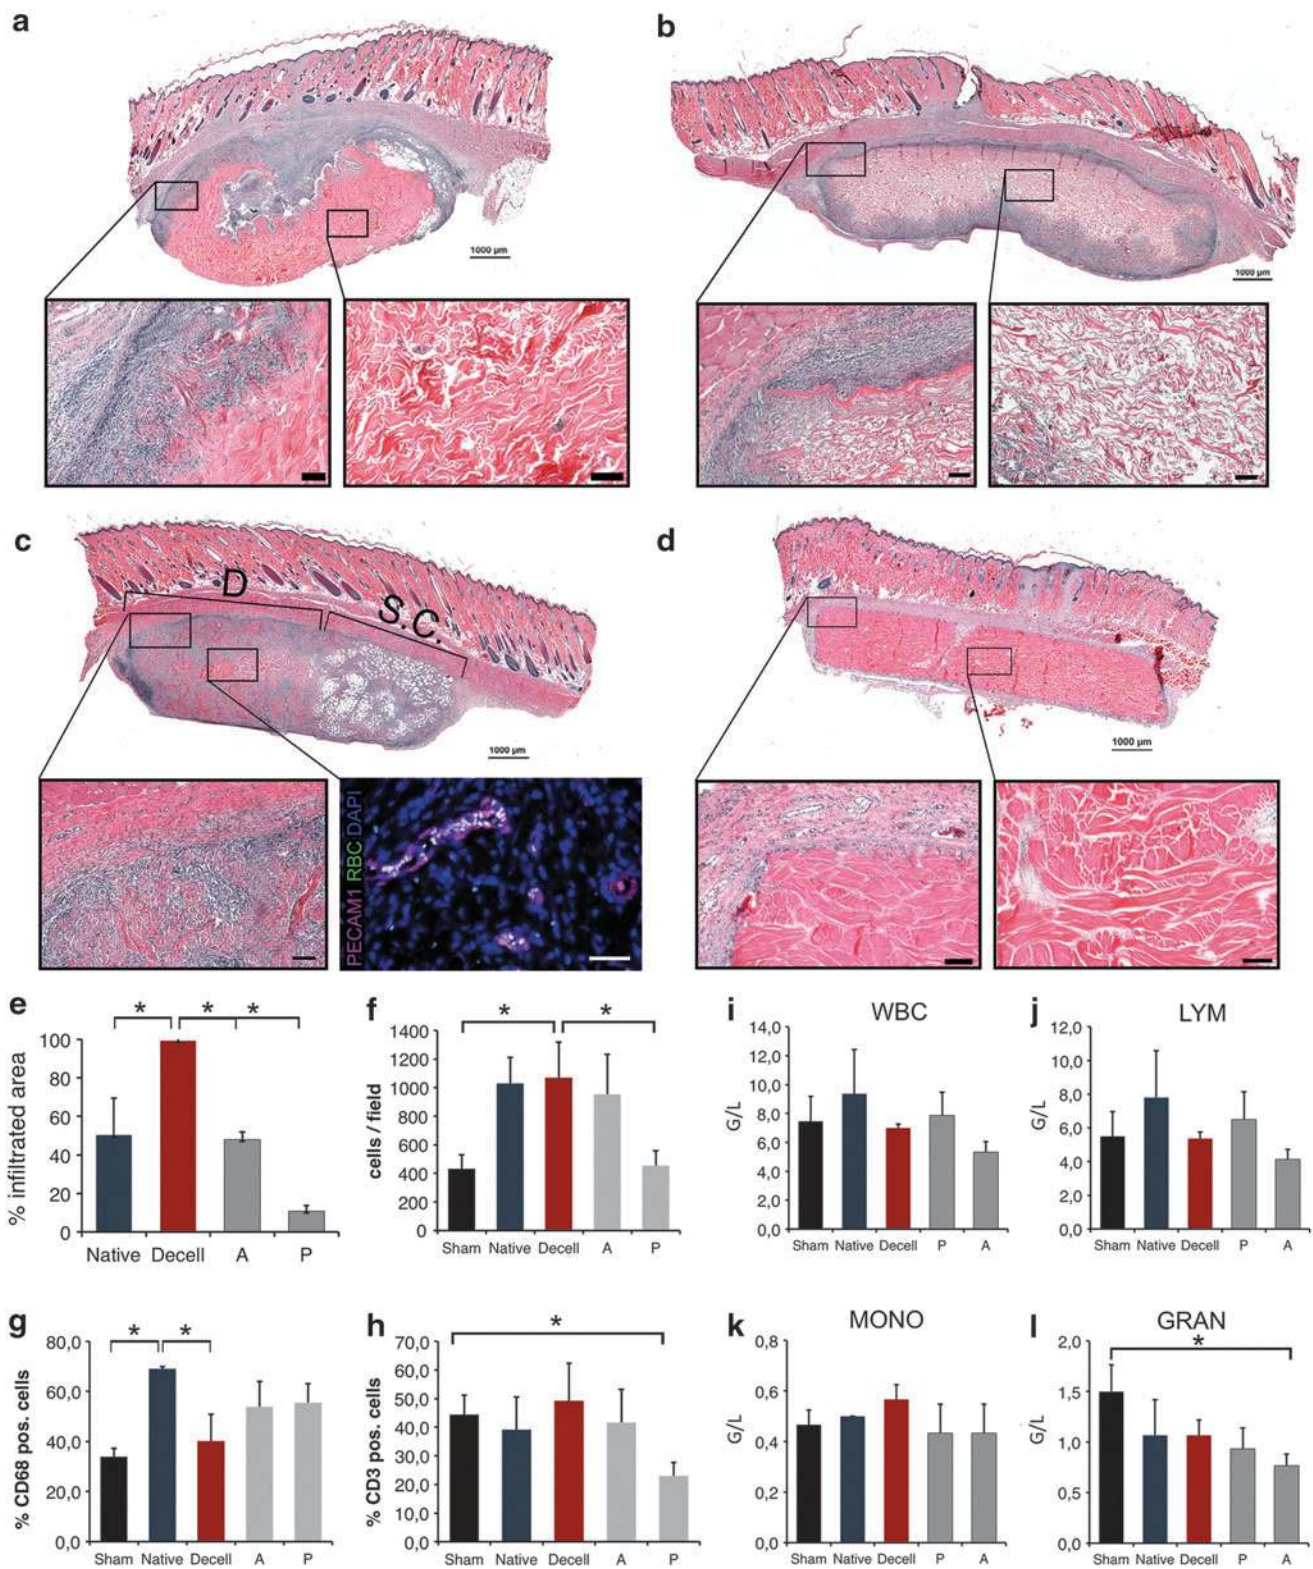 a
b
1000 µm
1000 µm
c
D
S.C.
d
1000 µm
1000 µm
PECAM1 RBC DAPI
e
* * *
% infiltrated area
100
80
60
40
20
0
Native Decell A P
f
* *
cells / field
1400
1200
1000
800
600
400
200
0
Sham Native Decell A P
i
WBC
G/L
14,0
12,0
10,0
8,0
6,0
4,0
2,0
0,0
Sham Native Decell P A
j
LYM
G/L
12,0
10,0
8,0
6,0
4,0
2,0
0,0
Sham Native Decell P A
g
* *
% CD68 pos. cells
80,0
60,0
40,0
20,0
0,0
Sham Native Decell A P
h
*
% CD3 pos. cells
70,0
60,0
50,0
40,0
30,0
20,0
10,0
0,0
Sham Native Decell A P
k
MONO
G/L
0,8
0,6
0,4
0,2
0,0
Sham Native Decell P A
l
GRAN
*
G/L
2,0
1,5
1,0
0,5
0,0
Sham Native Decell P A